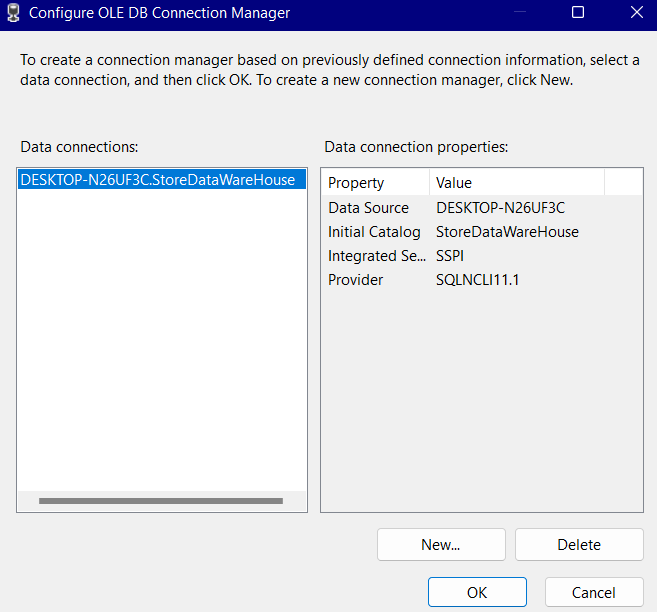 Configure OLE DB Connection Manager
To create a connection manager based on previously defined connection information, select a
data connection, and then click OK. To create a new connection manager, click New.
Data connections:
DESKTOP-N26UF3C.StoreDataWareHouse
Data connection properties:
Property Value
Data Source DESKTOP-N26UF3C
Initial Catalog StoreDataWareHouse
Integrated Se... SSPI
Provider SQLNCLI11.1
New... Delete
OK Cancel